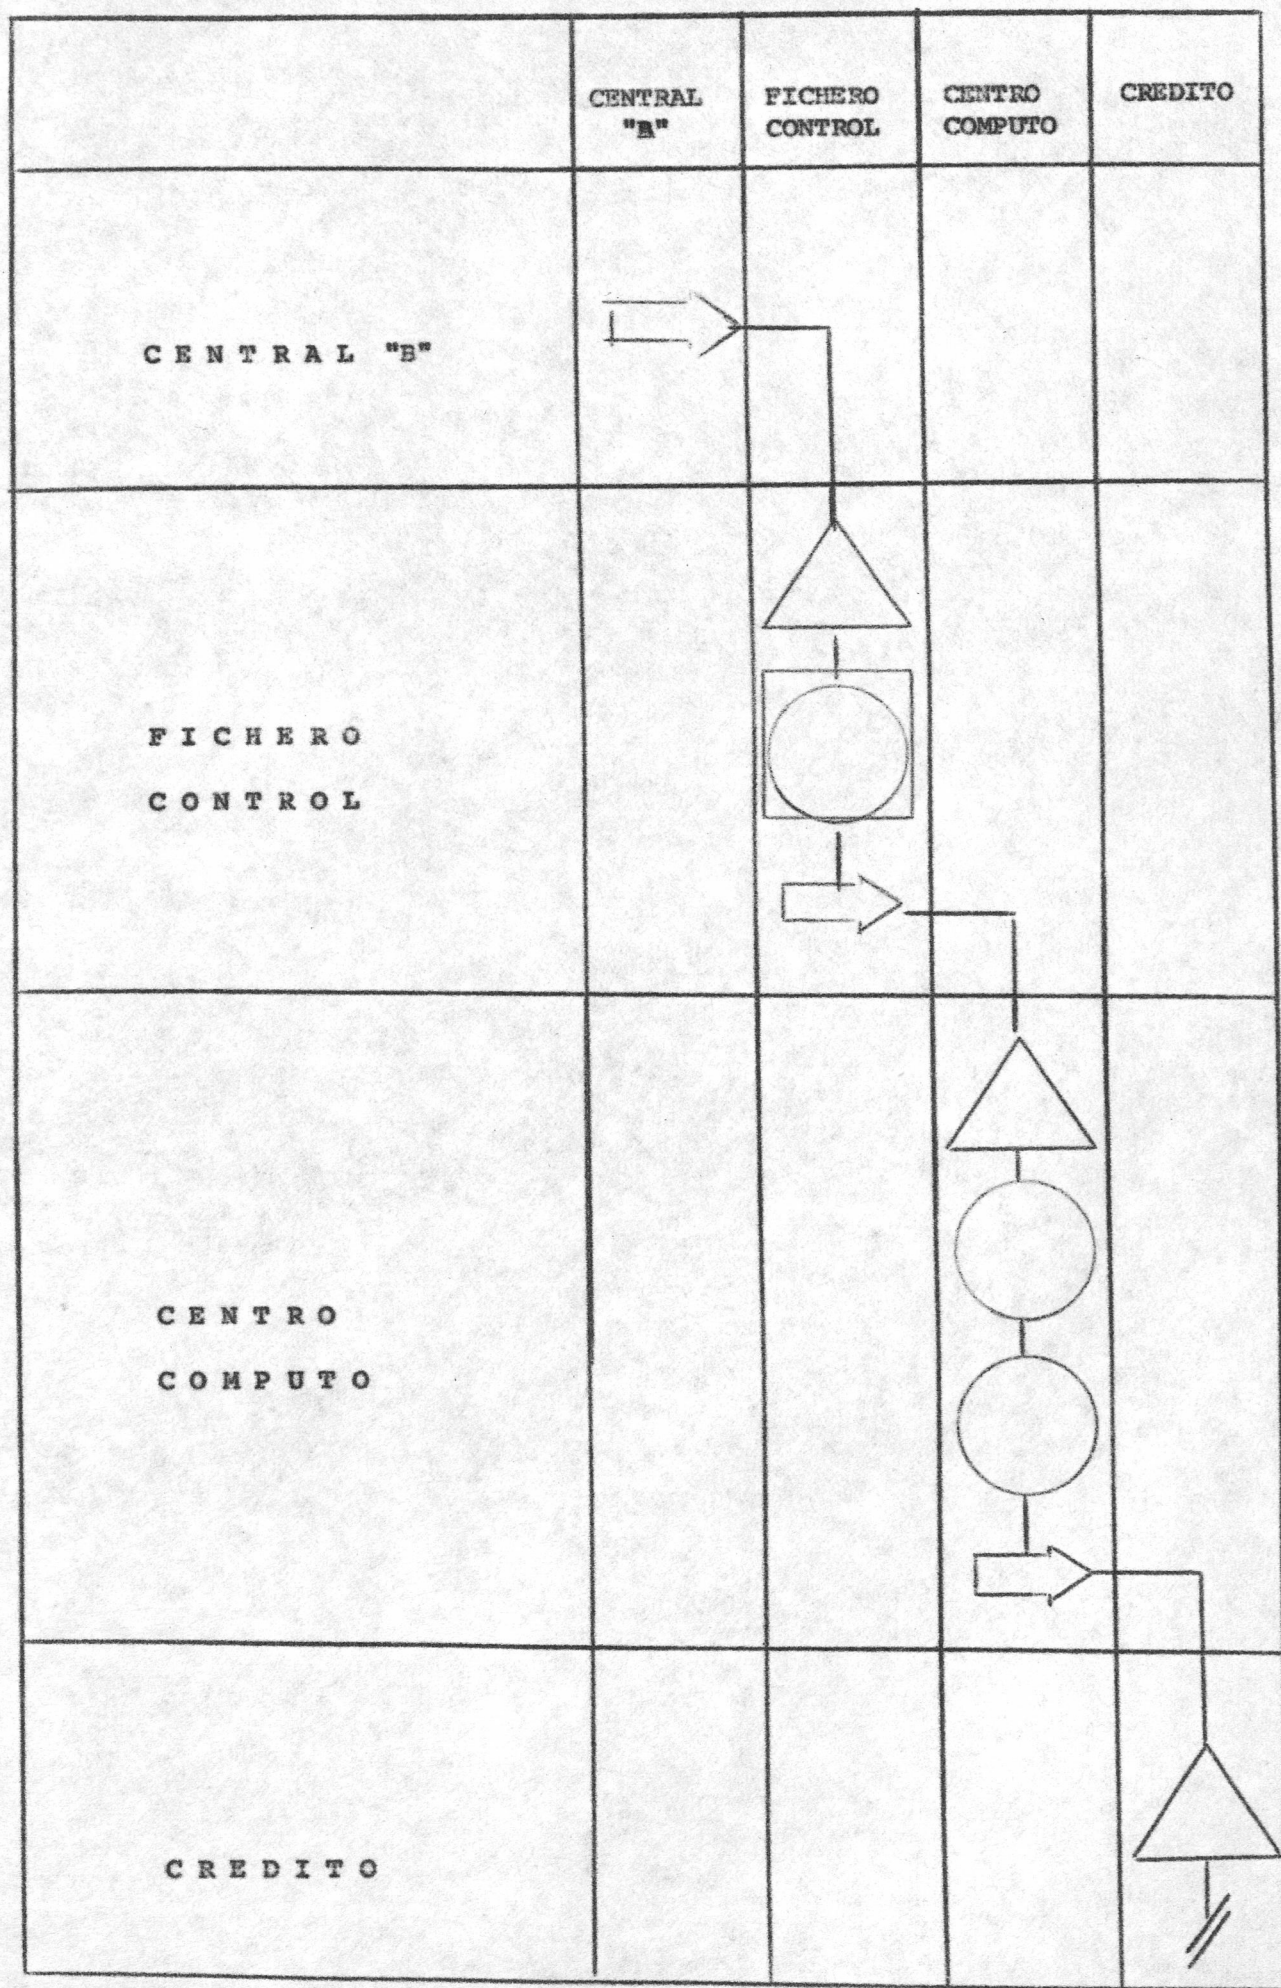 CENTRAL
FICHERO
CENTRO
CREDITO
"B"
CONTROL
COMPUTO
CENTRAL "B"
FICHERO
CONTROL
CENTRO
COMPUTO
CREDITO